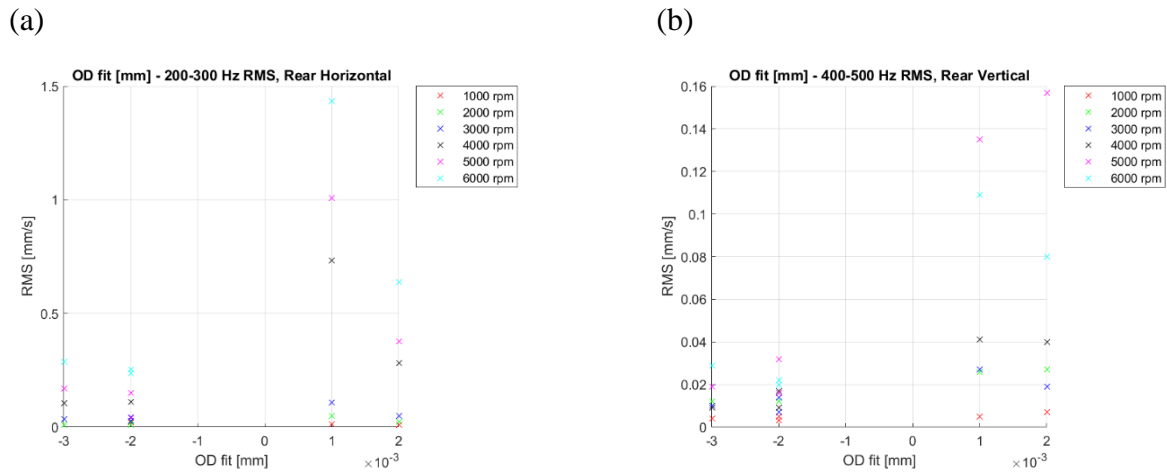 (a)
(b)
OD fit [mm] - 200-300 Hz RMS, Rear Horizontal
1.5
1
0.5
0
RMS [mm/s]
-3 -2 -1 0 1 2
OD fit [mm]
×10-3
1000 rpm
2000 rpm
3000 rpm
4000 rpm
5000 rpm
6000 rpm
OD fit [mm] - 400-500 Hz RMS, Rear Vertical
0.16
0.14
0.12
0.1
0.08
0.06
0.04
0.02
0
RMS [mm/s]
-3 -2 -1 0 1 2
OD fit [mm]
×10-3
1000 rpm
2000 rpm
3000 rpm
4000 rpm
5000 rpm
6000 rpm